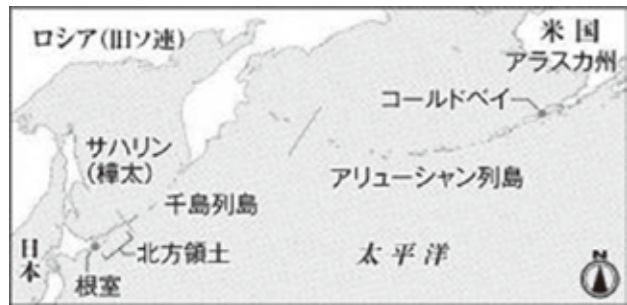 ロシア(旧ソ連)
米国
アラスカ州
コールドベイ
サハリン
(樺太)
アリューシャン列島
千島列島
日本
北方領土
太平洋
根室
N